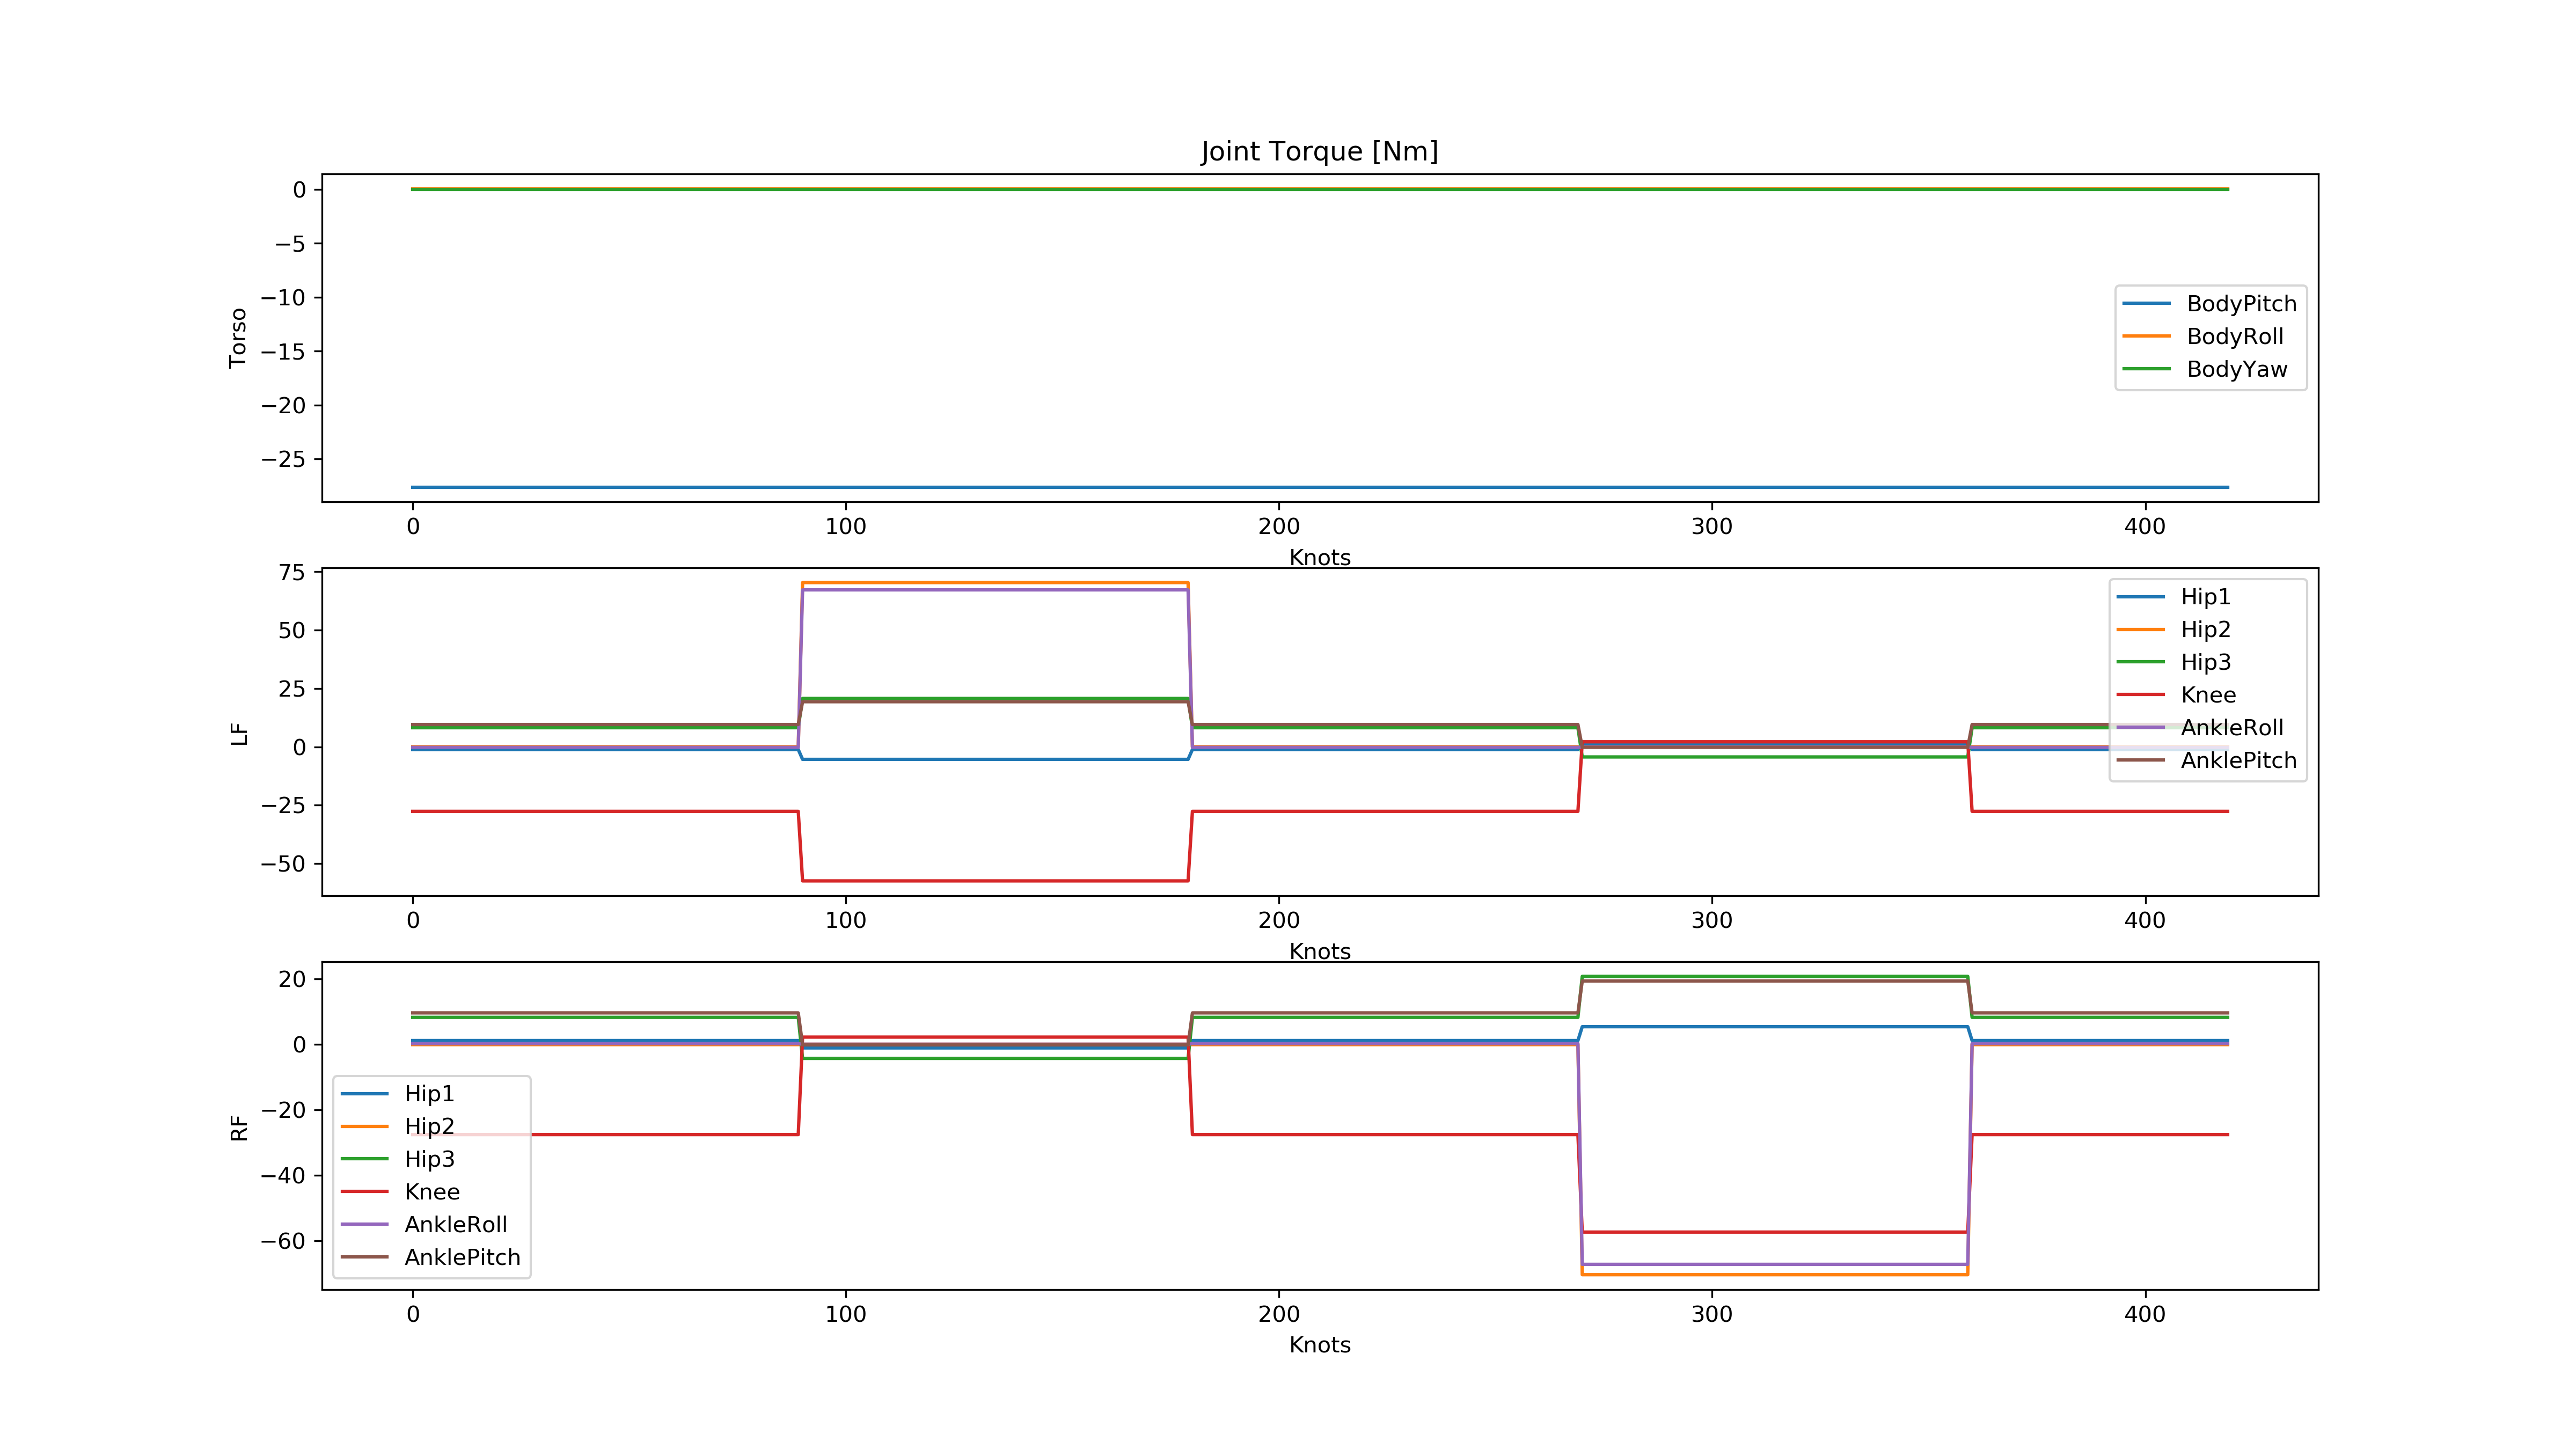 Joint Torque [Nm]
0
−5
−10
−15
−20
−25
Torso
BodyPitch
BodyRoll
BodyYaw
0 100 200 300 400
Knots
75
50
25
0
−25
−50
LF
Hip1
Hip2
Hip3
Knee
AnkleRoll
AnklePitch
0 100 200 300 400
Knots
20
0
−20
−40
−60
RF
Hip1
Hip2
Hip3
Knee
AnkleRoll
AnklePitch
0 100 200 300 400
Knots